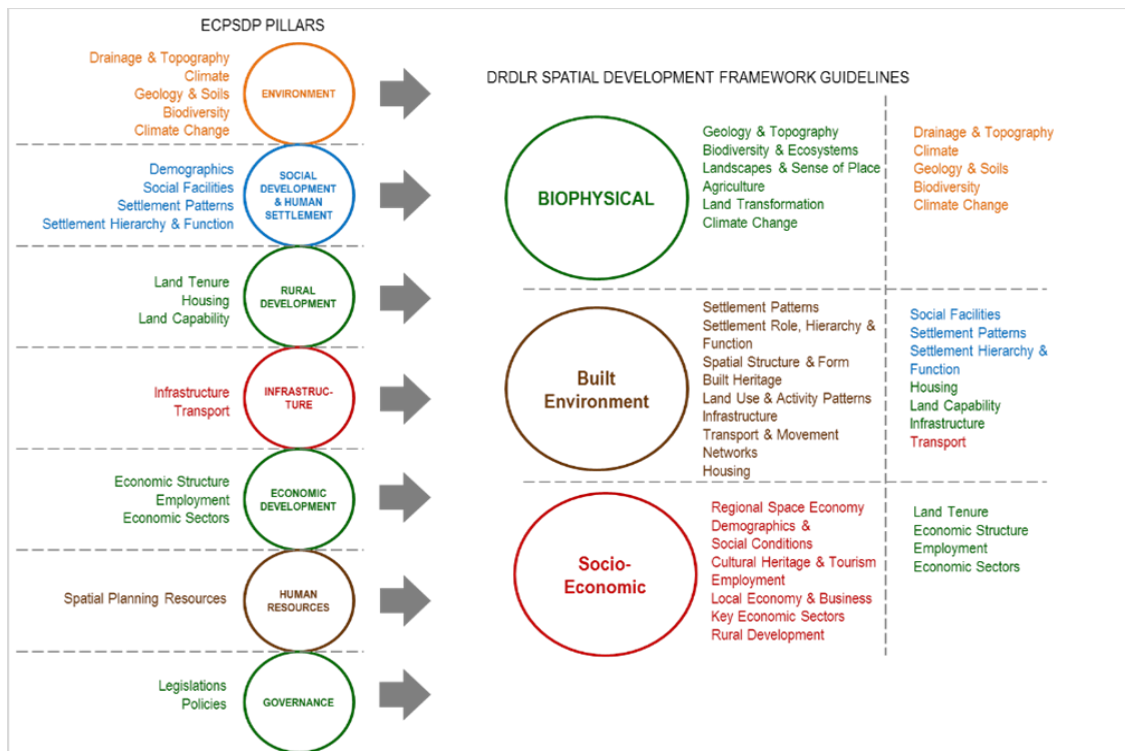 ECPSDP PILLARS
Drainage & Topography
Climate
Geology & Soils
Biodiversity
Climate Change
ENVIRONMENT
Demographics
Social Facilities
Settlement Patterns
Settlement Hierarchy & Function
SOCIAL
DEVELOPMENT
& HUMAN
SETTLEMENT
Land Tenure
Housing
Land Capability
RURAL
DEVELOPMENT
Infrastructure
Transport
INFRASTRUC-
TURE
Economic Structure
Employment
Economic Sectors
ECONOMIC
DEVELOPMENT
Spatial Planning Resources
HUMAN
RESOURCES
Legislations
Policies
GOVERNANCE
DRDLR SPATIAL DEVELOPMENT FRAMEWORK GUIDELINES
BIOPHYSICAL
Geology & Topography
Biodiversity & Ecosystems
Landscapes & Sense of Place
Agriculture
Land Transformation
Climate Change
Drainage & Topography
Climate
Geology & Soils
Biodiversity
Climate Change
Built
Environment
Settlement Patterns
Settlement Role, Hierarchy &
Function
Spatial Structure & Form
Built Heritage
Land Use & Activity Patterns
Infrastructure
Transport & Movement
Networks
Housing
Social Facilities
Settlement Patterns
Settlement Hierarchy &
Function
Housing
Land Capability
Infrastructure
Transport
Socio-
Economic
Regional Space Economy
Demographics &
Social Conditions
Cultural Heritage & Tourism
Employment
Local Economy & Business
Key Economic Sectors
Rural Development
Land Tenure
Economic Structure
Employment
Economic Sectors